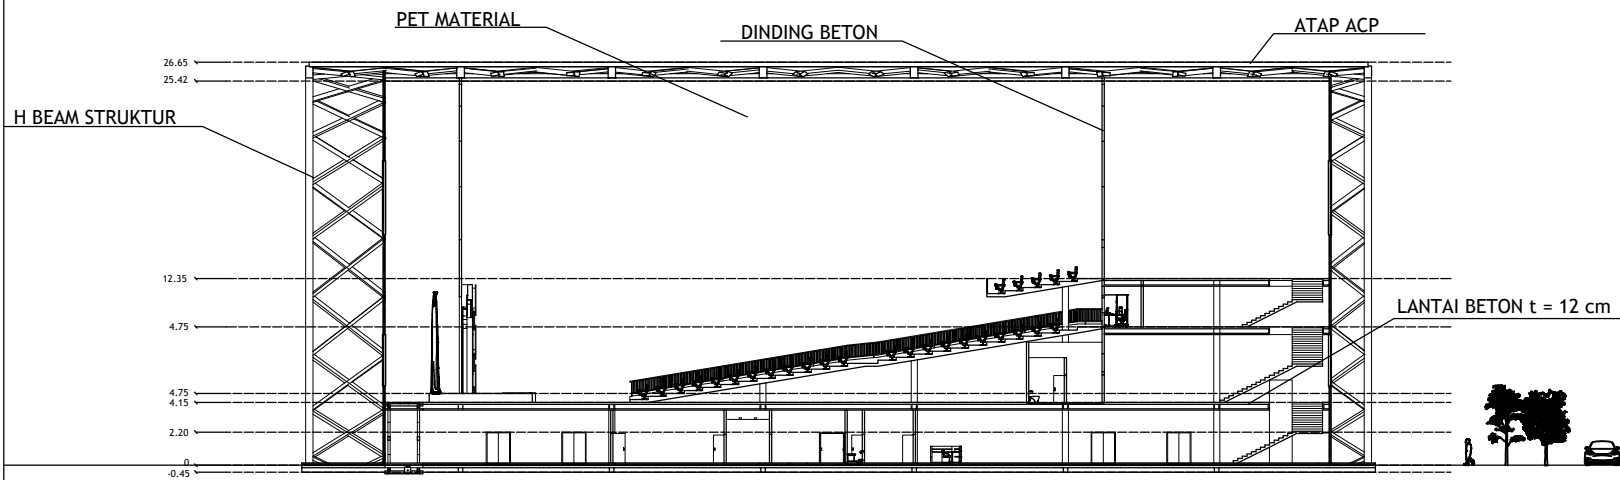 PET MATERIAL
DINDING BETON
ATAP ACP
26.65
25.42
H BEAM STRUKTUR
12.35
4.75
LANTAI BETON t = 12 cm
4.75
4.15
2.20
0
-0.45